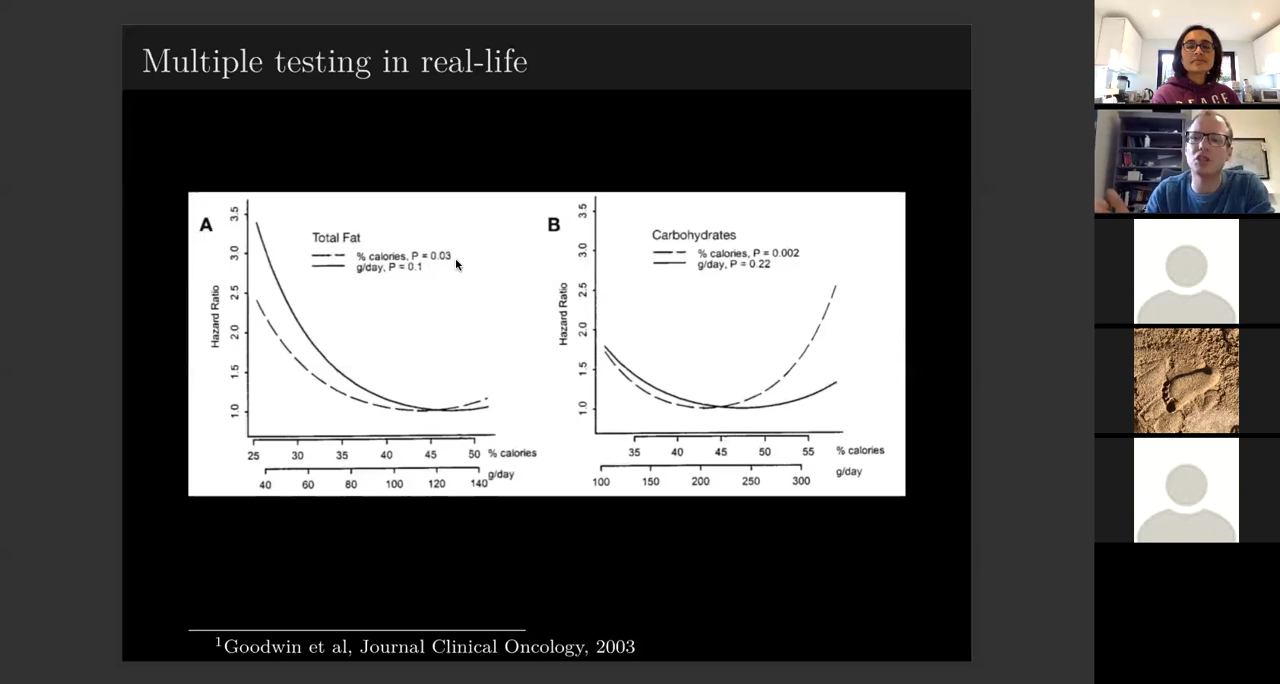 Multiple testing in real-life
A
Total Fat
% calories, P = 0.03
g/day, P = 0.1
Hazard Ratio
3.5
3.0
2.5
2.0
1.5
1.0
25 30 35 40 45 50 % calories
40 60 80 100 120 140 g/day
B
Carbohydrates
% calories, P = 0.002
g/day, P = 0.22
Hazard Ratio
3.5
3.0
2.5
2.0
1.5
1.0
35 40 45 50 55 % calories
100 150 200 250 300 g/day
1Goodwin et al, Journal Clinical Oncology, 2003
PEACE